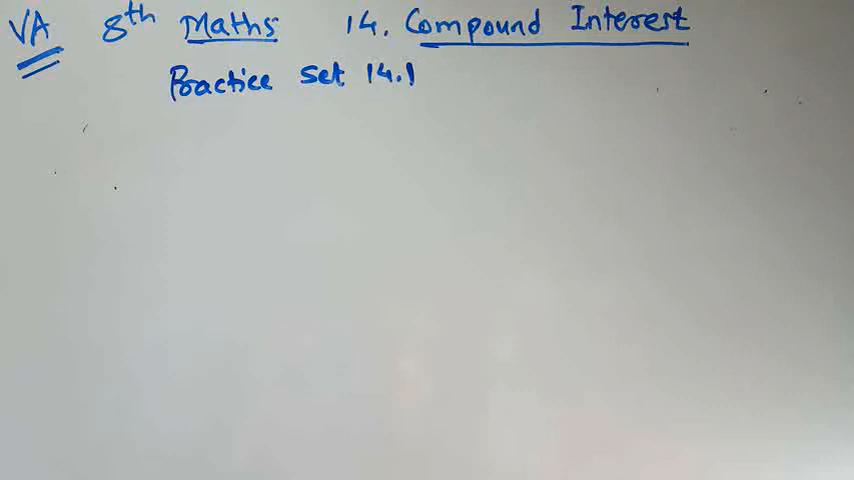 VA 8th Maths 14. Compound Interest
Practice Set 14.1